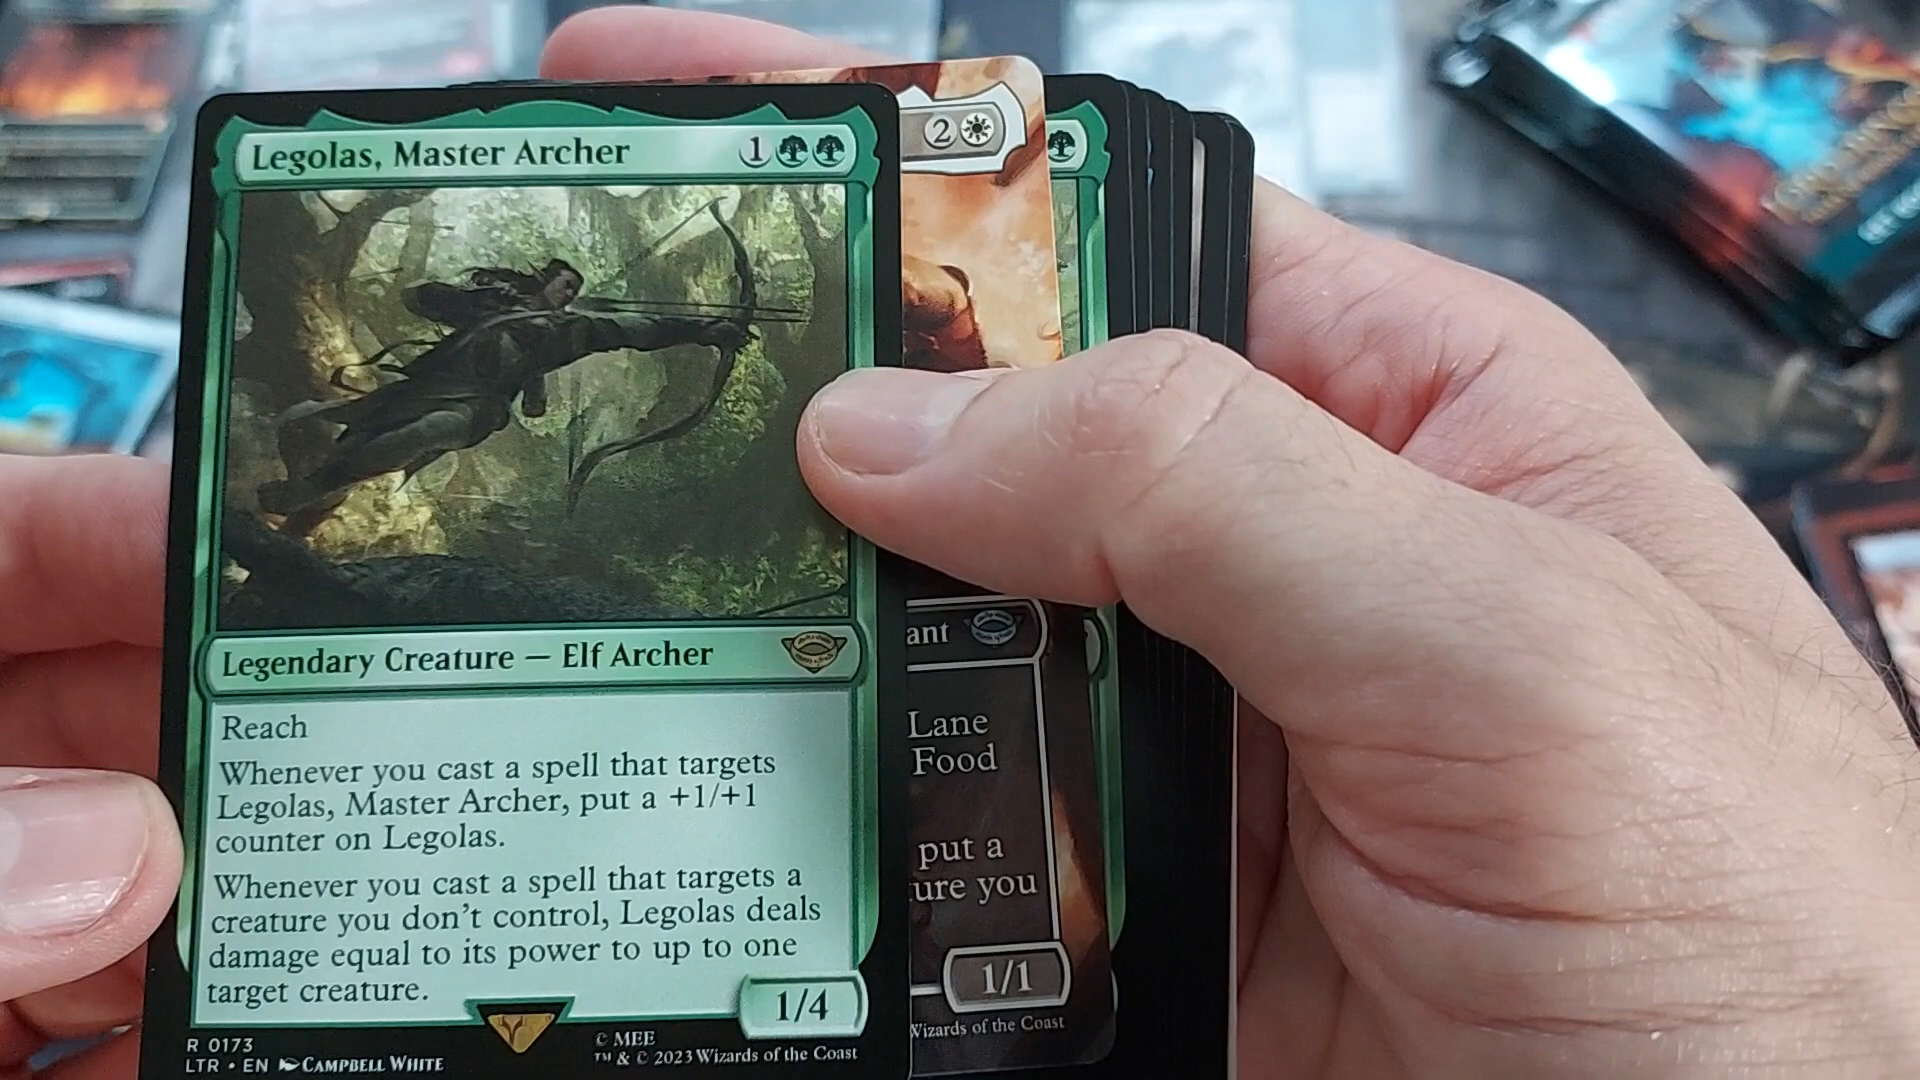 Legolas, Master Archer 1
Legendary Creature — Elf Archer
Reach
Whenever you cast a spell that targets
Legolas, Master Archer, put a +1/+1
counter on Legolas.
Whenever you cast a spell that targets a
creature you don't control, Legolas deals
damage equal to its power to up to one
target creature.
1/4
R 0173
LTR • EN CAMPBELL WHITE
© MEE
™ & © 2023 Wizards of the Coast
2
ant
Lane
Food
put a
ure you
1/1
Wizards of the Coast